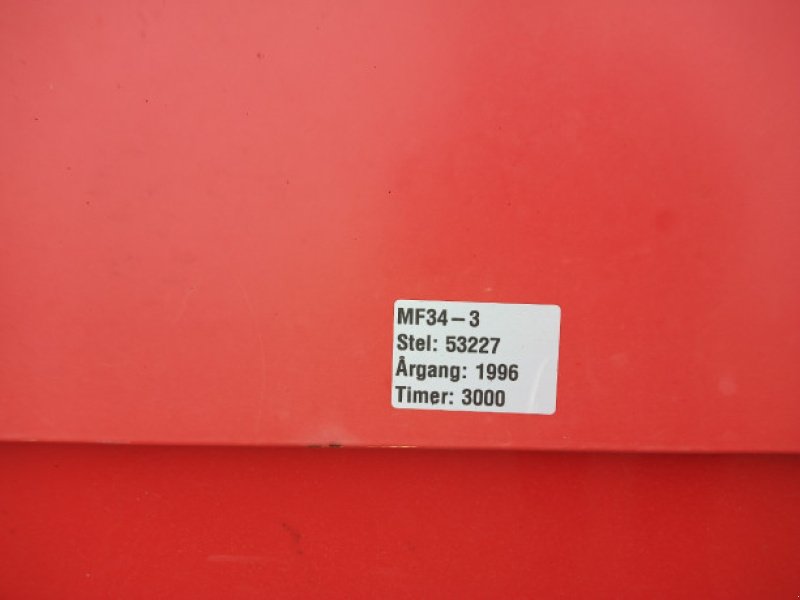 MF34-3
Stel: 53227
Årgang: 1996
Timer: 3000